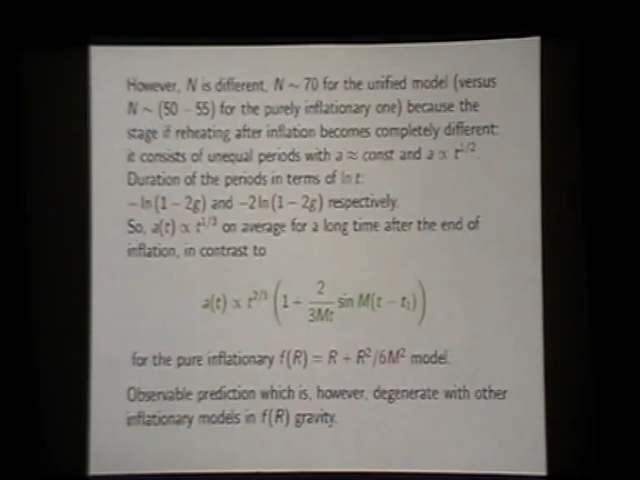 However, N is different, N ~ 70 for the unified model (versus
N ~ (50 − 55) for the purely inflationary one) because the
stage if reheating after inflation becomes completely different:
it consists of unequal periods with a ≈ const and a ∝ t^{1/2}.
Duration of the periods in terms of ln t:
−ln(1 − 2g) and −2 ln(1 − 2g) respectively.
So, a(t) ∝ t^{1/3} on average for a long time after the end of
inflation, in contrast to
a(t) ∝ t^{2/3} (1 + \frac{2}{3Mt} sin M(t − t₁))
for the pure inflationary f(R) = R + R²/6M² model.
Observable prediction which is, however, degenerate with other
inflationary models in f(R) gravity.